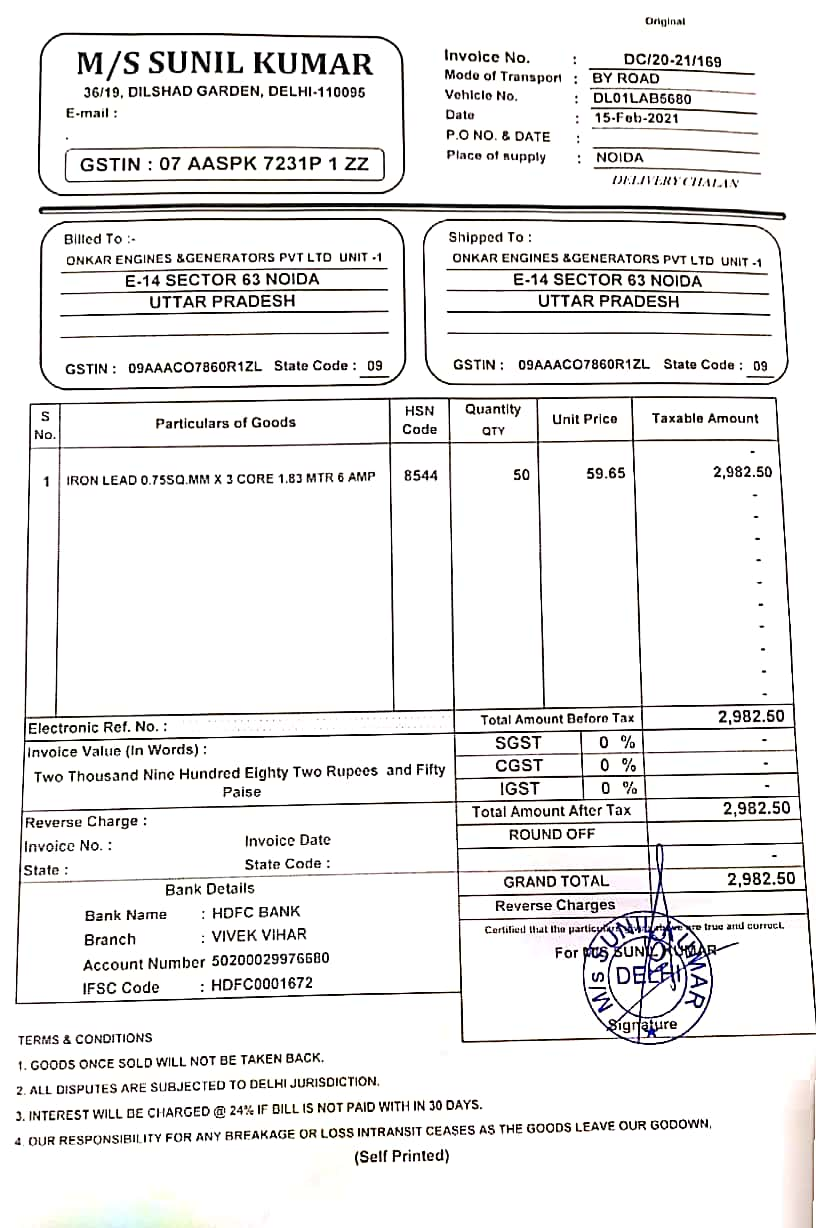 Original
M/S SUNIL KUMAR
36/19, DILSHAD GARDEN, DELHI-110095
E-mail :
.
GSTIN : 07 AASPK 7231P 1 ZZ
Invoice No. : DC/20-21/169
Mode of Transport : BY ROAD
Vehicle No. : DL01LAB5680
Date : 15-Feb-2021
P.O NO. & DATE :
Place of supply : NOIDA
DELIVERY CHALAN
Billed To :-
ONKAR ENGINES &GENERATORS PVT LTD UNIT -1
E-14 SECTOR 63 NOIDA
UTTAR PRADESH
GSTIN : 09AAACO7860R1ZL State Code : 09
Shipped To :
ONKAR ENGINES &GENERATORS PVT LTD UNIT -1
E-14 SECTOR 63 NOIDA
UTTAR PRADESH
GSTIN : 09AAACO7860R1ZL State Code : 09
S No. Particulars of Goods HSN Code Quantity QTY Unit Price Taxable Amount
-
1 IRON LEAD 0.75SQ.MM X 3 CORE 1.83 MTR 6 AMP 8544 50 59.65 2,982.50
-
-
-
-
-
-
-
-
-
-
Electronic Ref. No. : Total Amount Before Tax 2,982.50
Invoice Value (In Words) : SGST 0 % -
Two Thousand Nine Hundred Eighty Two Rupees and Fifty CGST 0 % -
Paise IGST 0 % -
Reverse Charge : Total Amount After Tax 2,982.50
Invoice No. : Invoice Date ROUND OFF
State : State Code : -
Bank Details GRAND TOTAL 2,982.50
Bank Name : HDFC BANK Reverse Charges
Branch : VIVEK VIHAR
Account Number 50200029976680
IFSC Code : HDFC0001672
Certified that the particulars are true and correct.
For M/S SUNIL KUMAR
M/s SUNIL KUMAR
DELHI
Signature
TERMS & CONDITIONS
1. GOODS ONCE SOLD WILL NOT BE TAKEN BACK.
2. ALL DISPUTES ARE SUBJECTED TO DELHI JURISDICTION.
3. INTEREST WILL BE CHARGED @ 24% IF BILL IS NOT PAID WITH IN 30 DAYS.
4. OUR RESPONSIBILITY FOR ANY BREAKAGE OR LOSS INTRANSIT CEASES AS THE GOODS LEAVE OUR GODOWN.
(Self Printed)